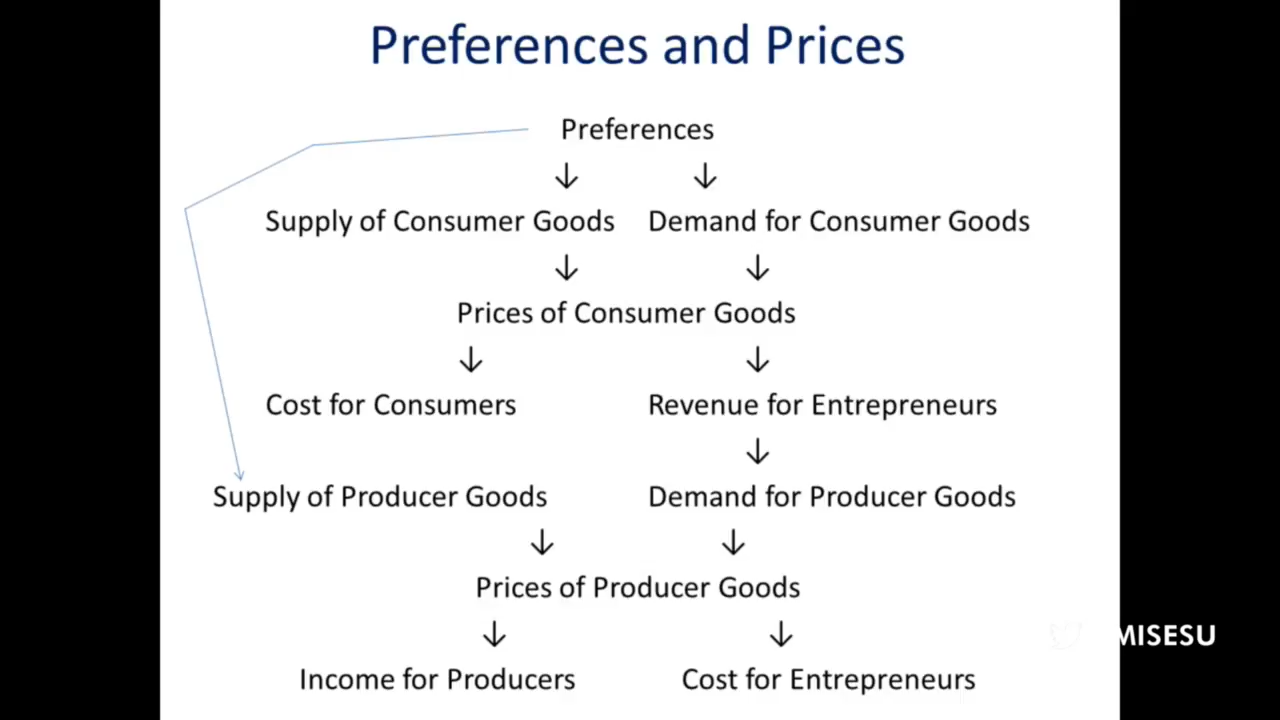 Preferences and Prices
Preferences
↓ ↓
Supply of Consumer Goods Demand for Consumer Goods
↓ ↓
Prices of Consumer Goods
↓ ↓
Cost for Consumers Revenue for Entrepreneurs
↓
Supply of Producer Goods Demand for Producer Goods
↓ ↓
Prices of Producer Goods
↓ ↓
MISESU
Income for Producers Cost for Entrepreneurs